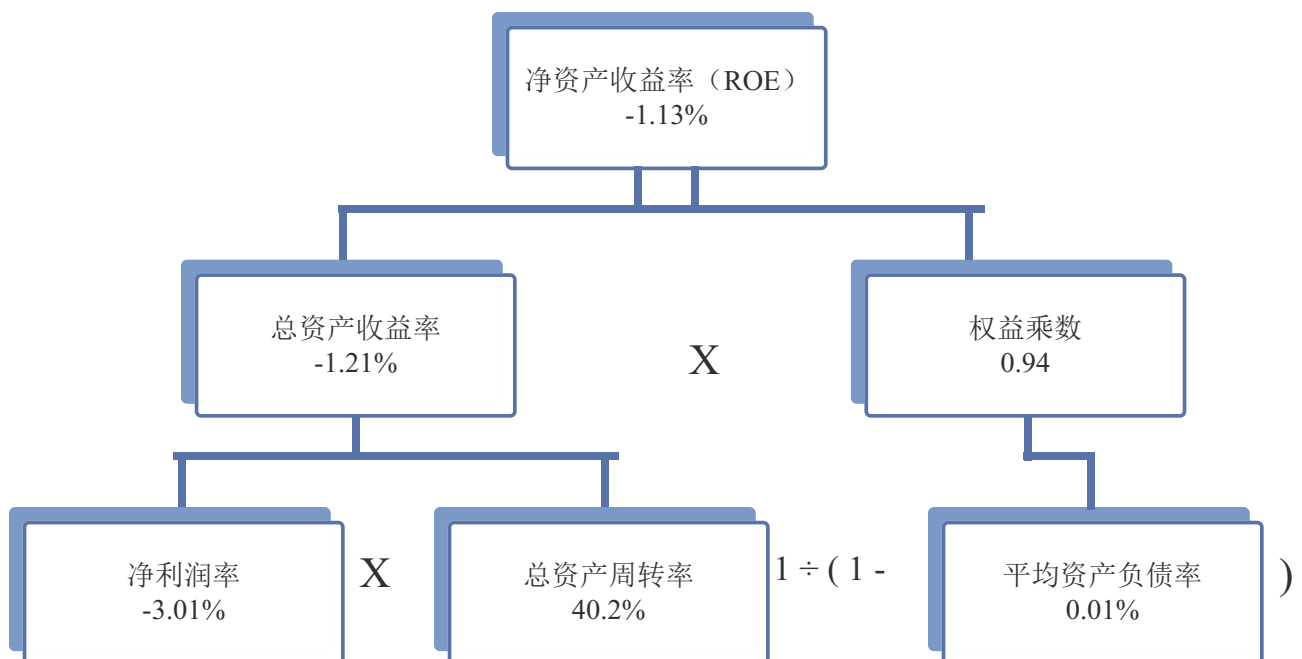 净资产收益率（ROE）
-1.13%
总资产收益率
-1.21%
X
权益乘数
0.94
净利润率
-3.01%
X
总资产周转率
40.2%
1 ÷ ( 1 -
平均资产负债率
0.01%
)